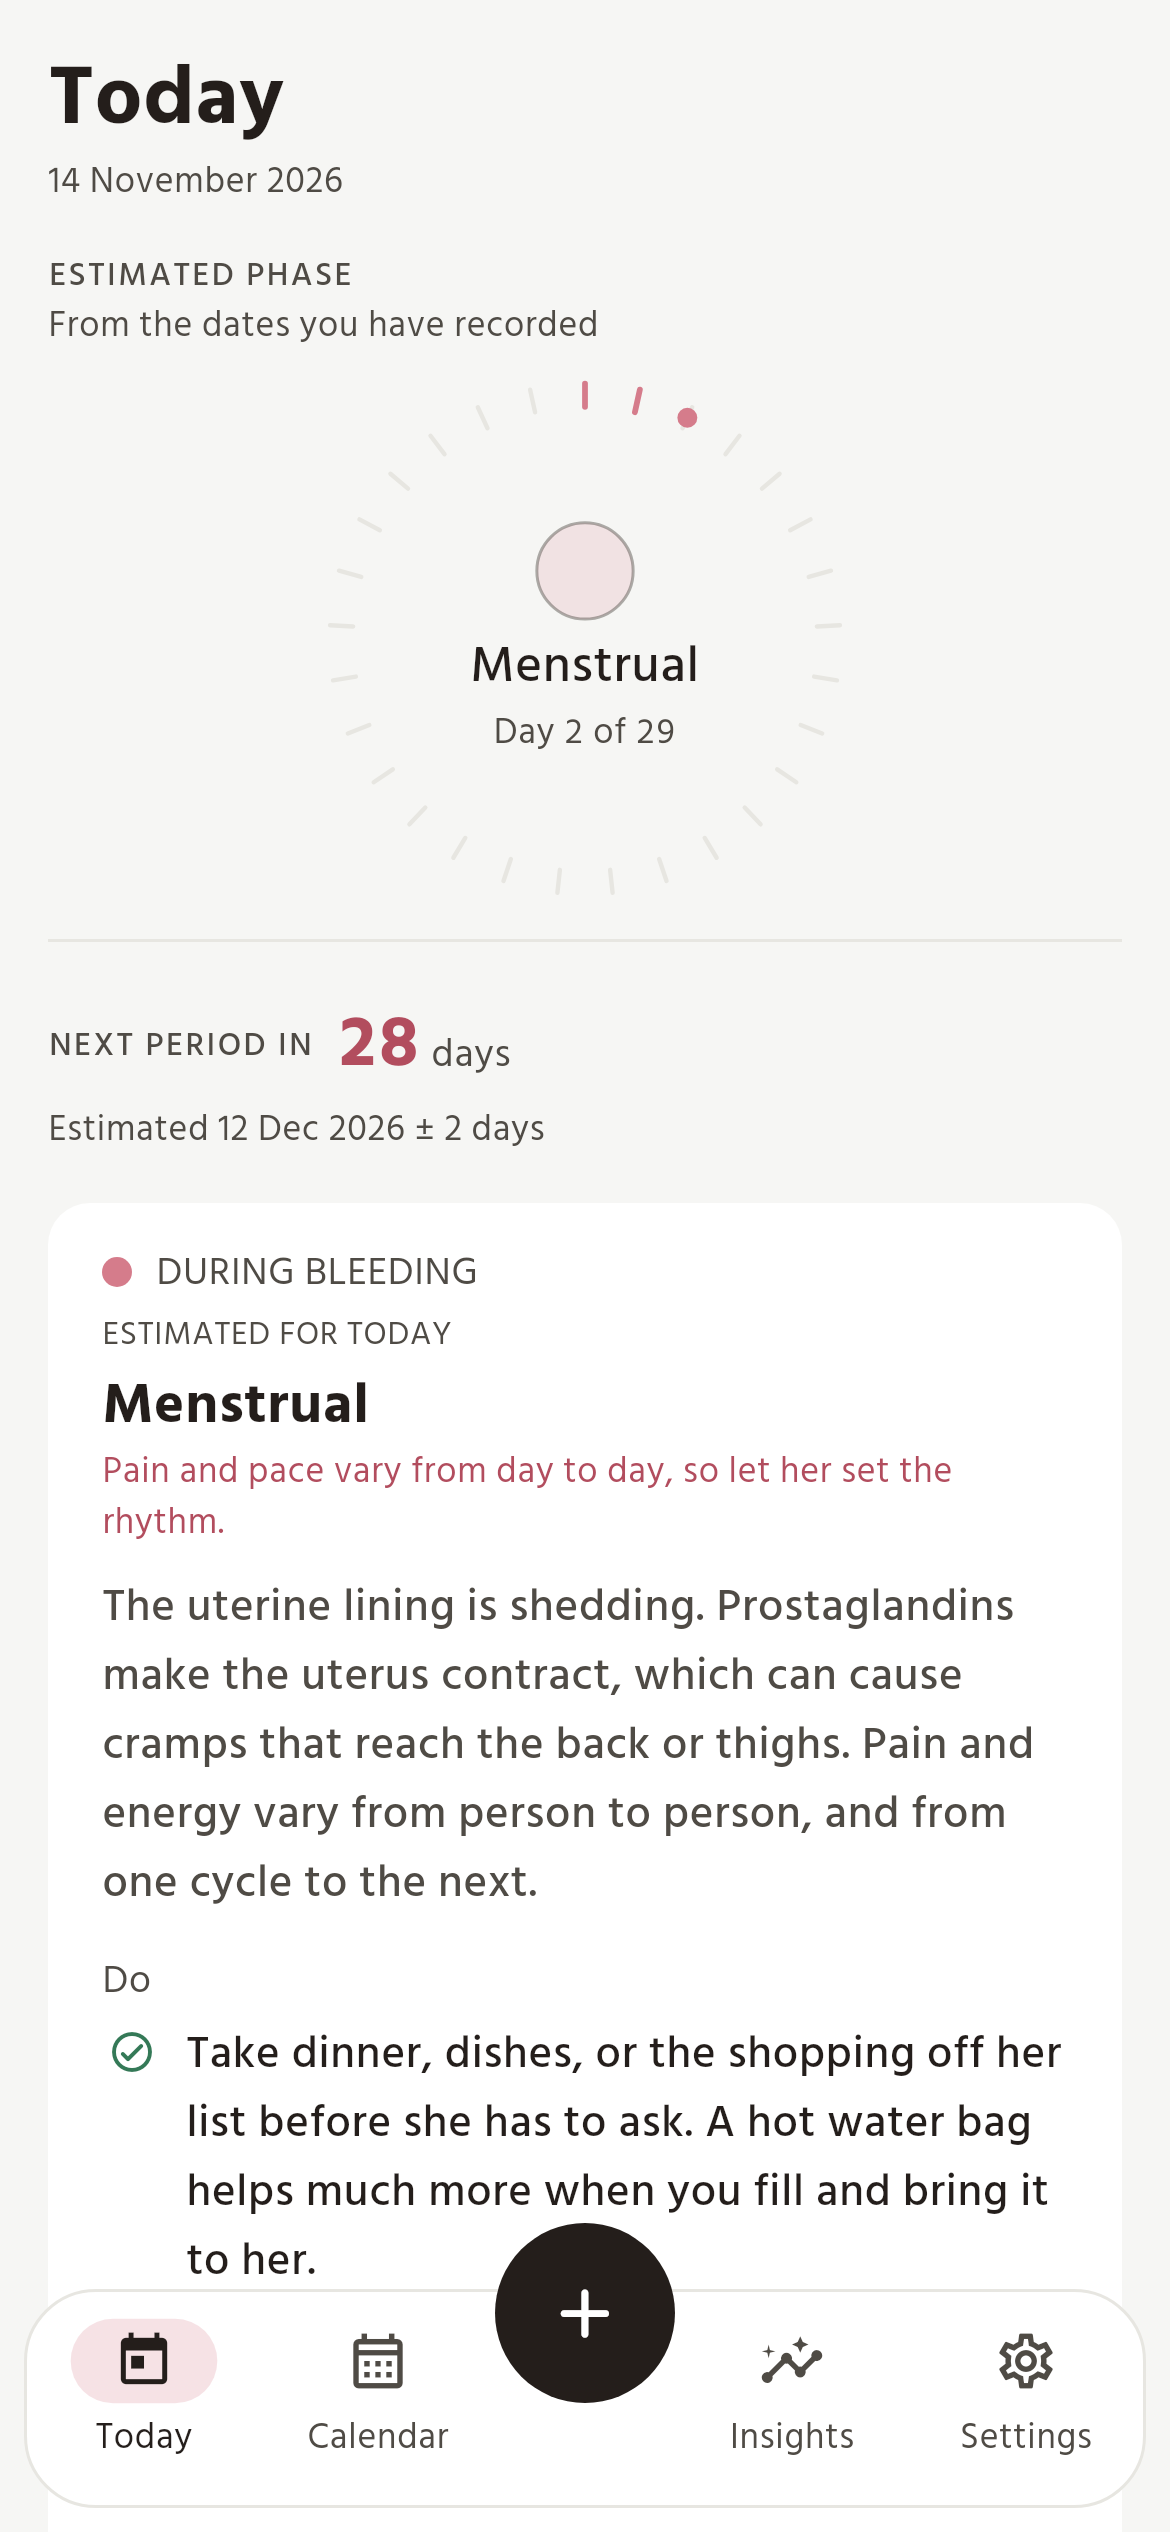 Today
14 November 2026
ESTIMATED PHASE
From the dates you have recorded
Menstrual
Day 2 of 29
NEXT PERIOD IN 28 days
Estimated 12 Dec 2026 ± 2 days
DURING BLEEDING
ESTIMATED FOR TODAY
Menstrual
Pain and pace vary from day to day, so let her set the
rhythm.
The uterine lining is shedding. Prostaglandins
make the uterus contract, which can cause
cramps that reach the back or thighs. Pain and
energy vary from person to person, and from
one cycle to the next.
Do
Take dinner, dishes, or the shopping off her
list before she has to ask. A hot water bag
helps much more when you fill and bring it
to her.
Today
Calendar
Insights
Settings